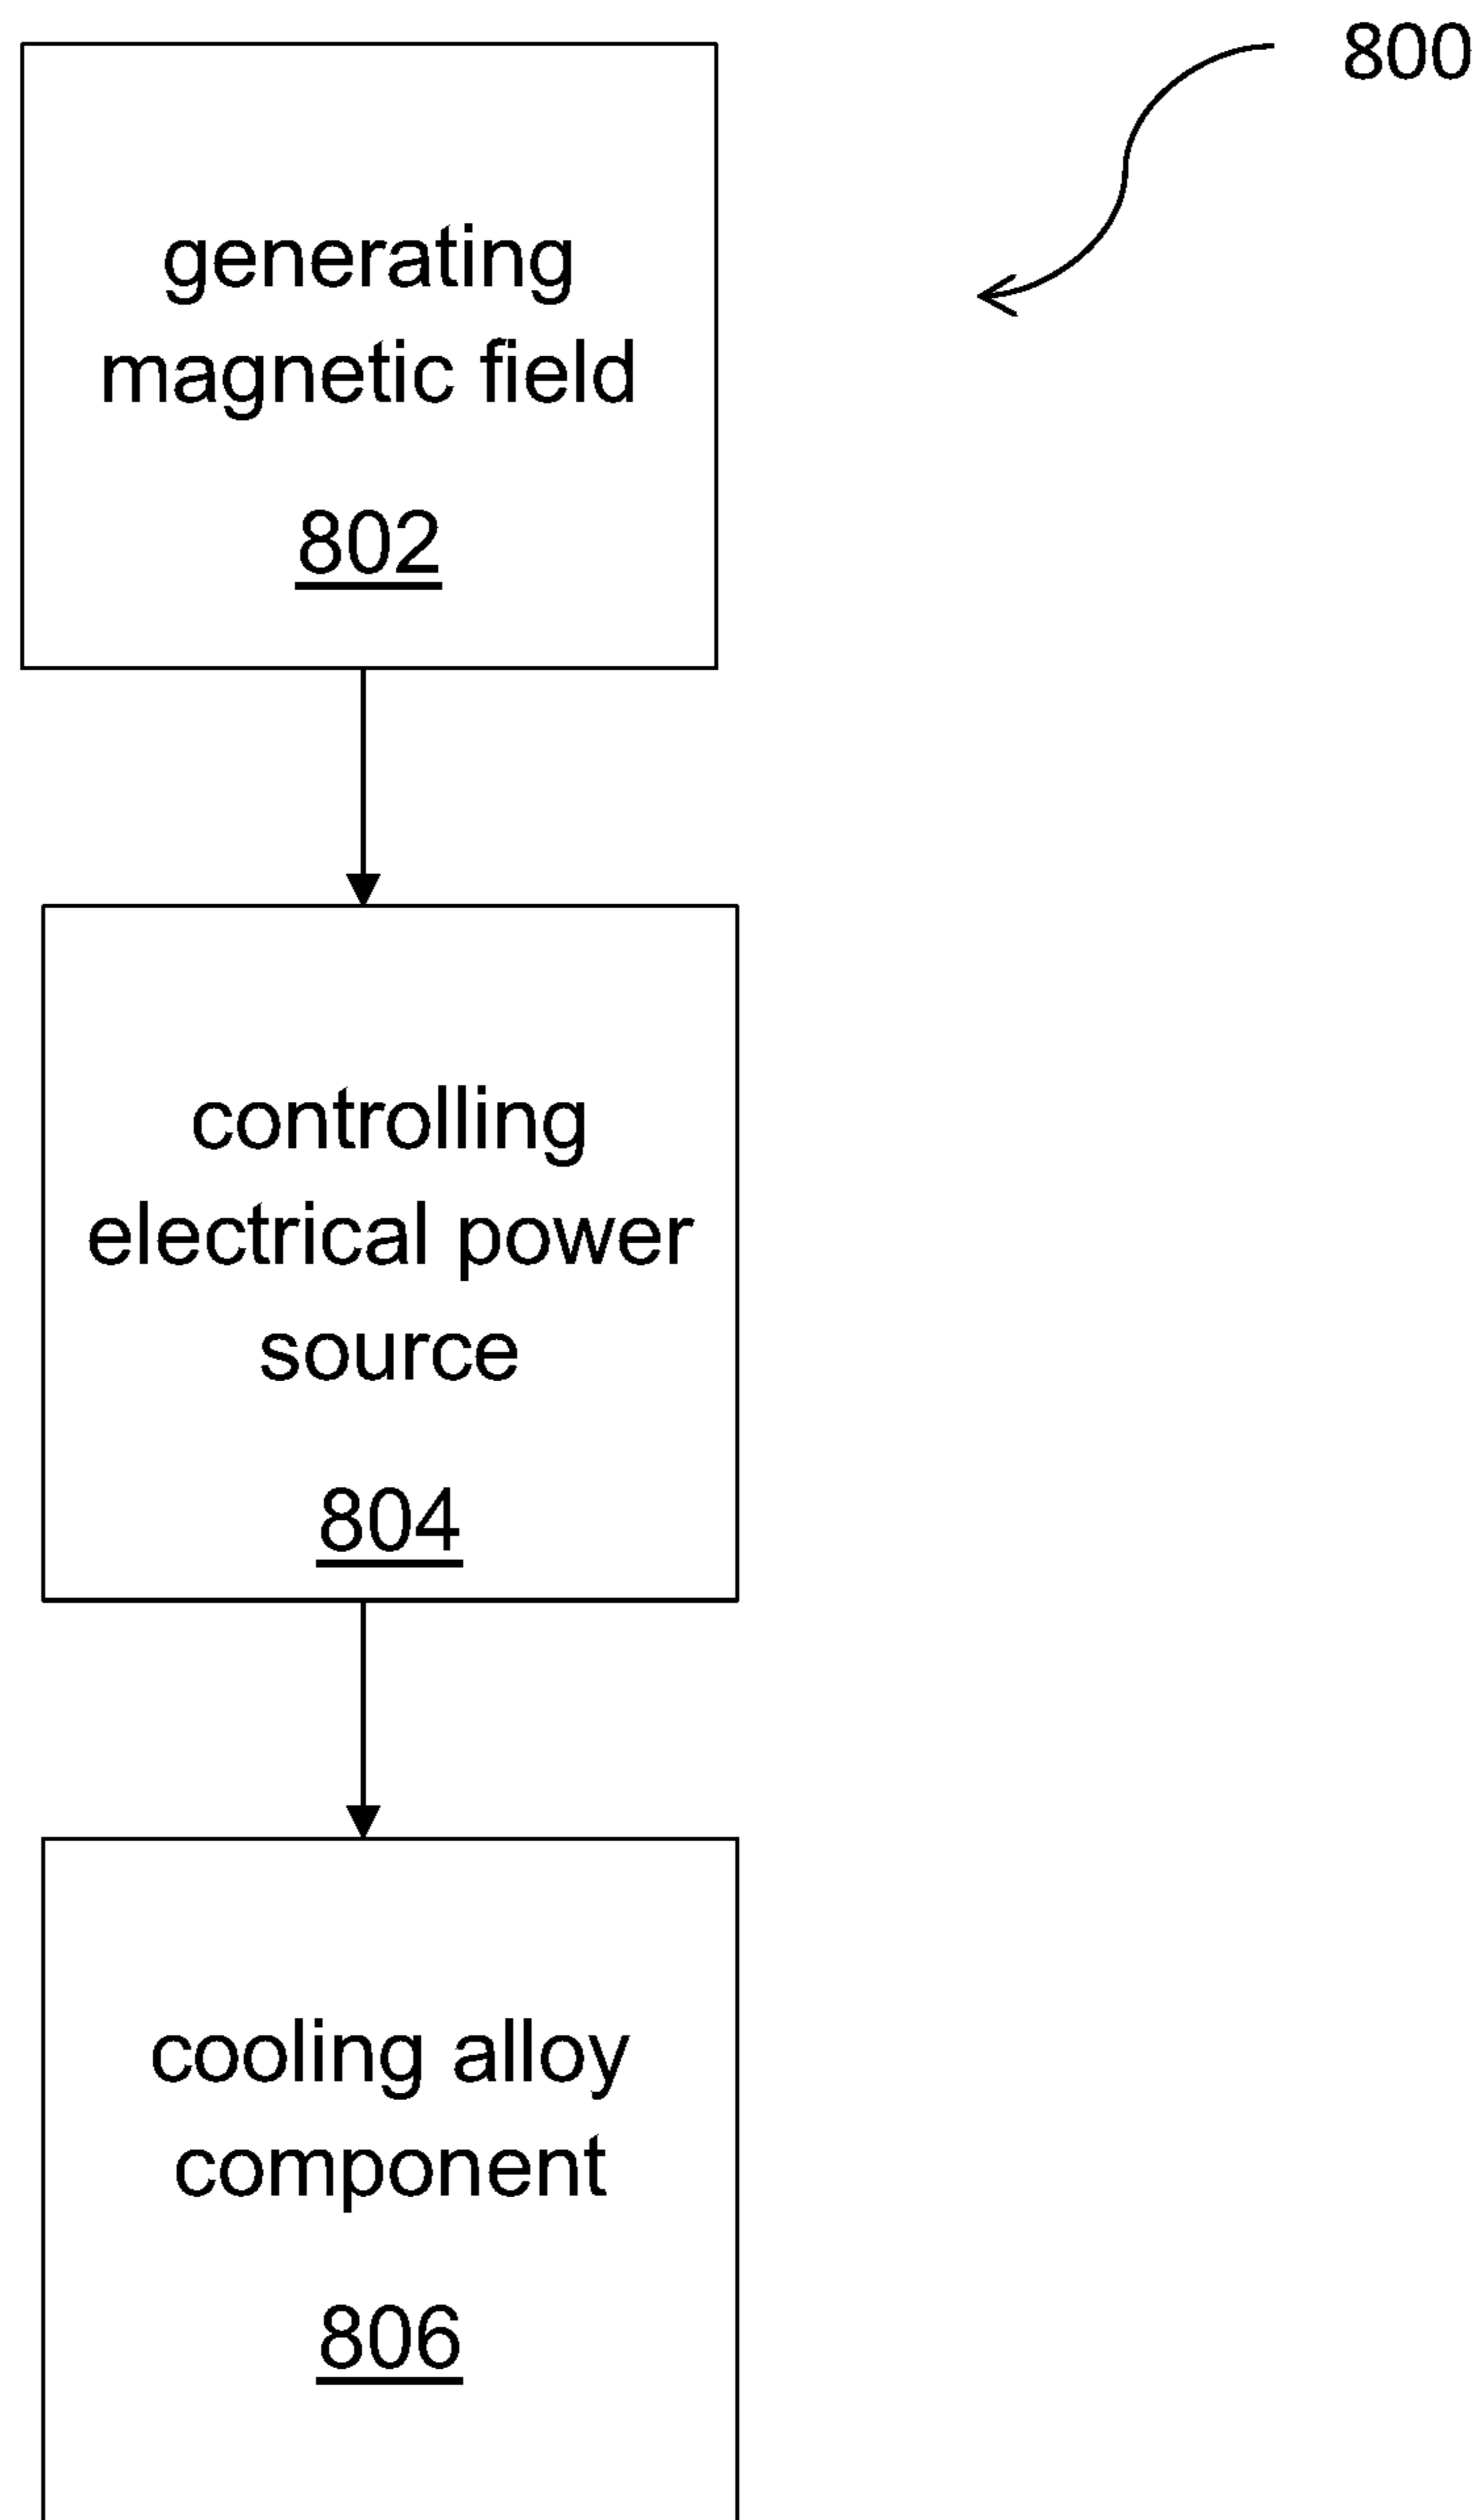 800
generating
magnetic field
802
controlling
electrical power
source
804
cooling alloy
component
806